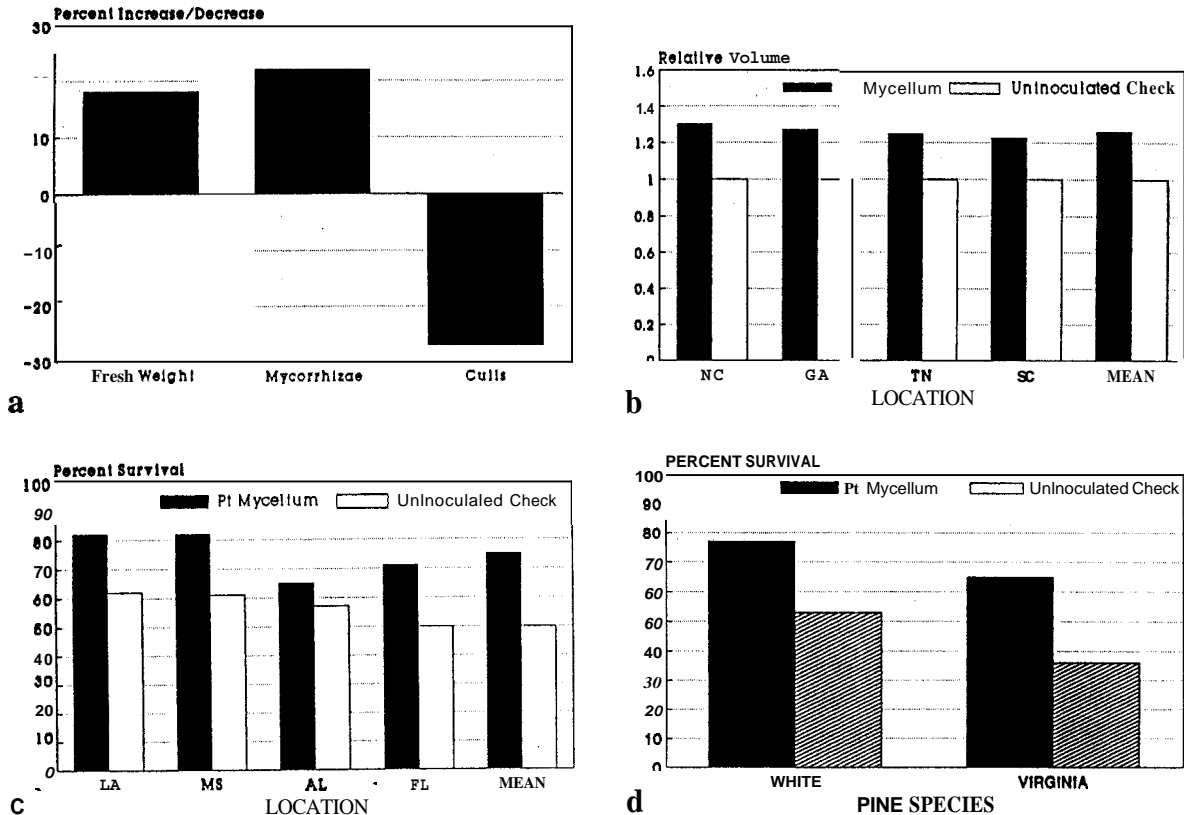 Percent Increase/Decrease
30
10
0
-10
-20
-30
Fresh Weight Mycorrhizae Culls
a
Relative Volume
1.6
Mycellum Uninoculated Check
1.4
1.2
1
0.8
0.6
0.4
0.2
0
NC GA TN SC MEAN
LOCATION
b
Percent Survival
100
Pt Mycellum UnInoculaled Check
90
80
70
60
50
40
30
20
10
0
LA MS AL FL MEAN
LOCATION
c
PERCENT SURVIVAL
100
Pt Mycellum UnInoculated Check
90
80
70
60
50
40
30
20
10
0
WHITE VIRGINIA
PINE SPECIES
d